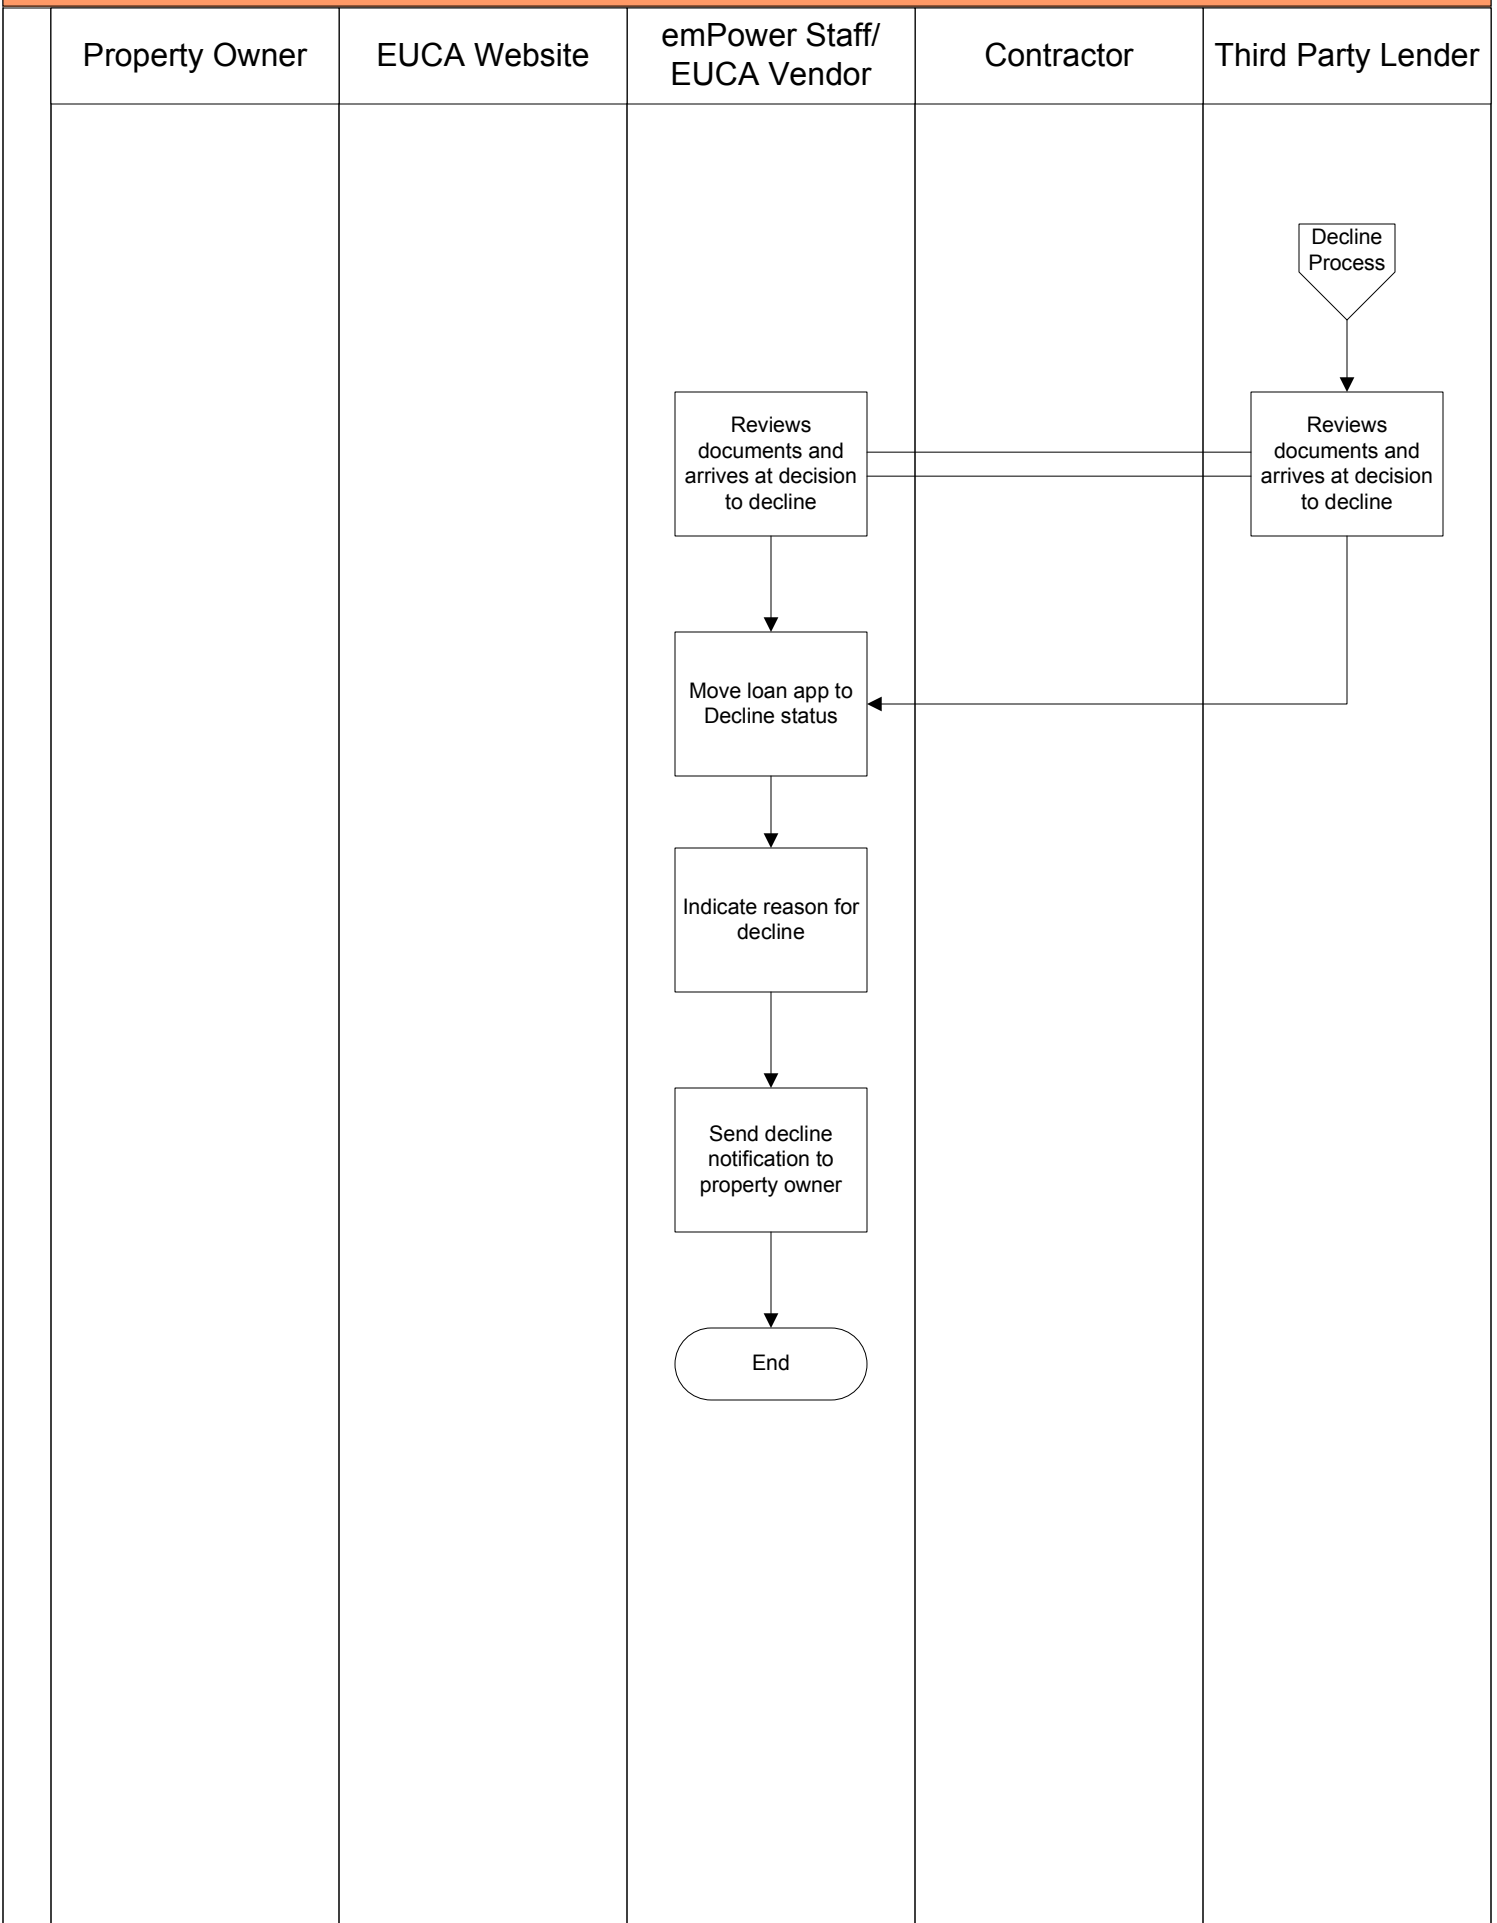 Property Owner
EUCA Website
emPower Staff/
EUCA Vendor
Contractor
Third Party Lender
Decline
Process
Reviews
documents and
arrives at decision
to decline
Reviews
documents and
arrives at decision
to decline
Move loan app to
Decline status
Indicate reason for
decline
Send decline
notification to
property owner
End